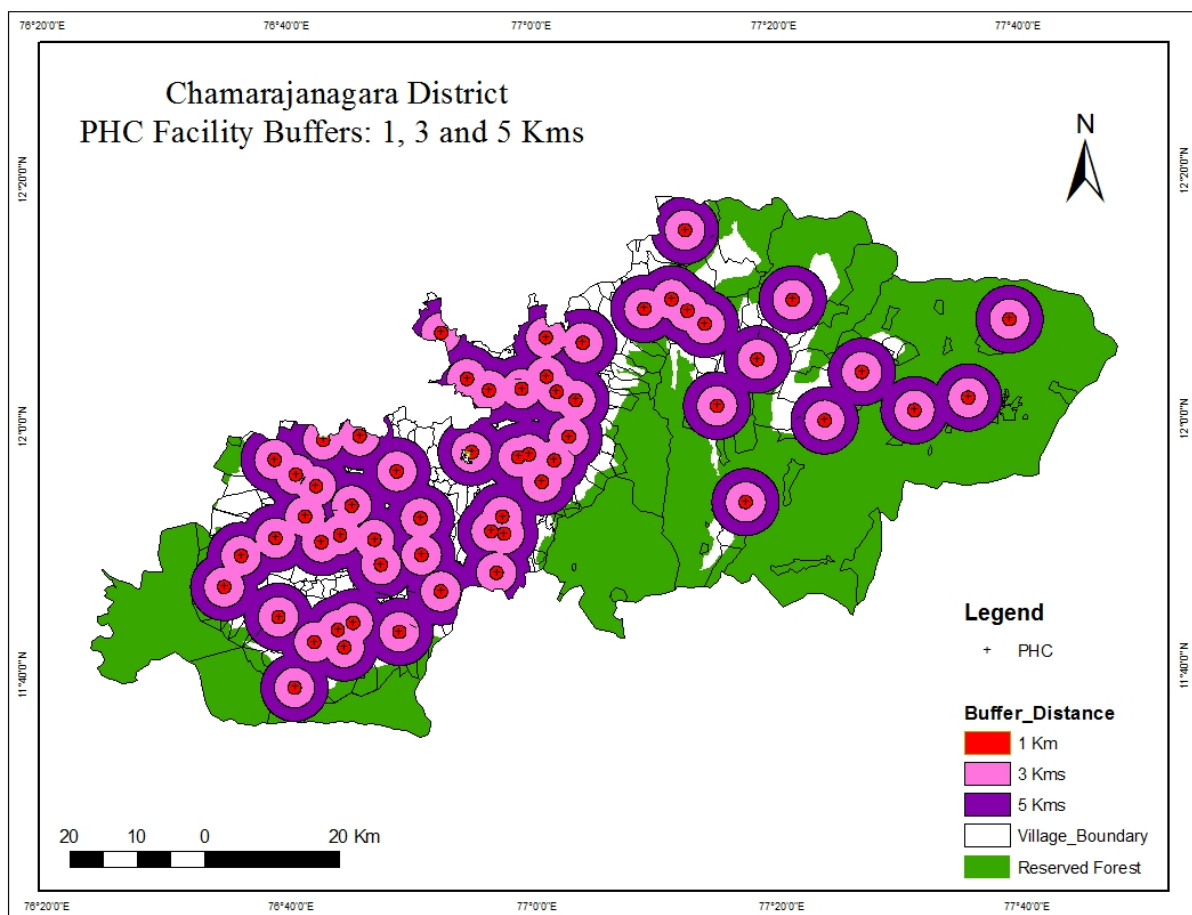 76°20'0"E 76°40'0"E 77°0'0"E 77°20'0"E 77°40'0"E
Chamarajanagara District
PHC Facility Buffers: 1, 3 and 5 Kms
N
12°20'0"N 12°20'0"N
12°0'0"N 12°0'0"N
11°40'0"N 11°40'0"N
Legend
PHC
Buffer_Distance
1 Km
3 Kms
5 Kms
Village_Boundary
Reserved Forest
20 10 0 20 Km
76°20'0"E 76°40'0"E 77°0'0"E 77°20'0"E 77°40'0"E